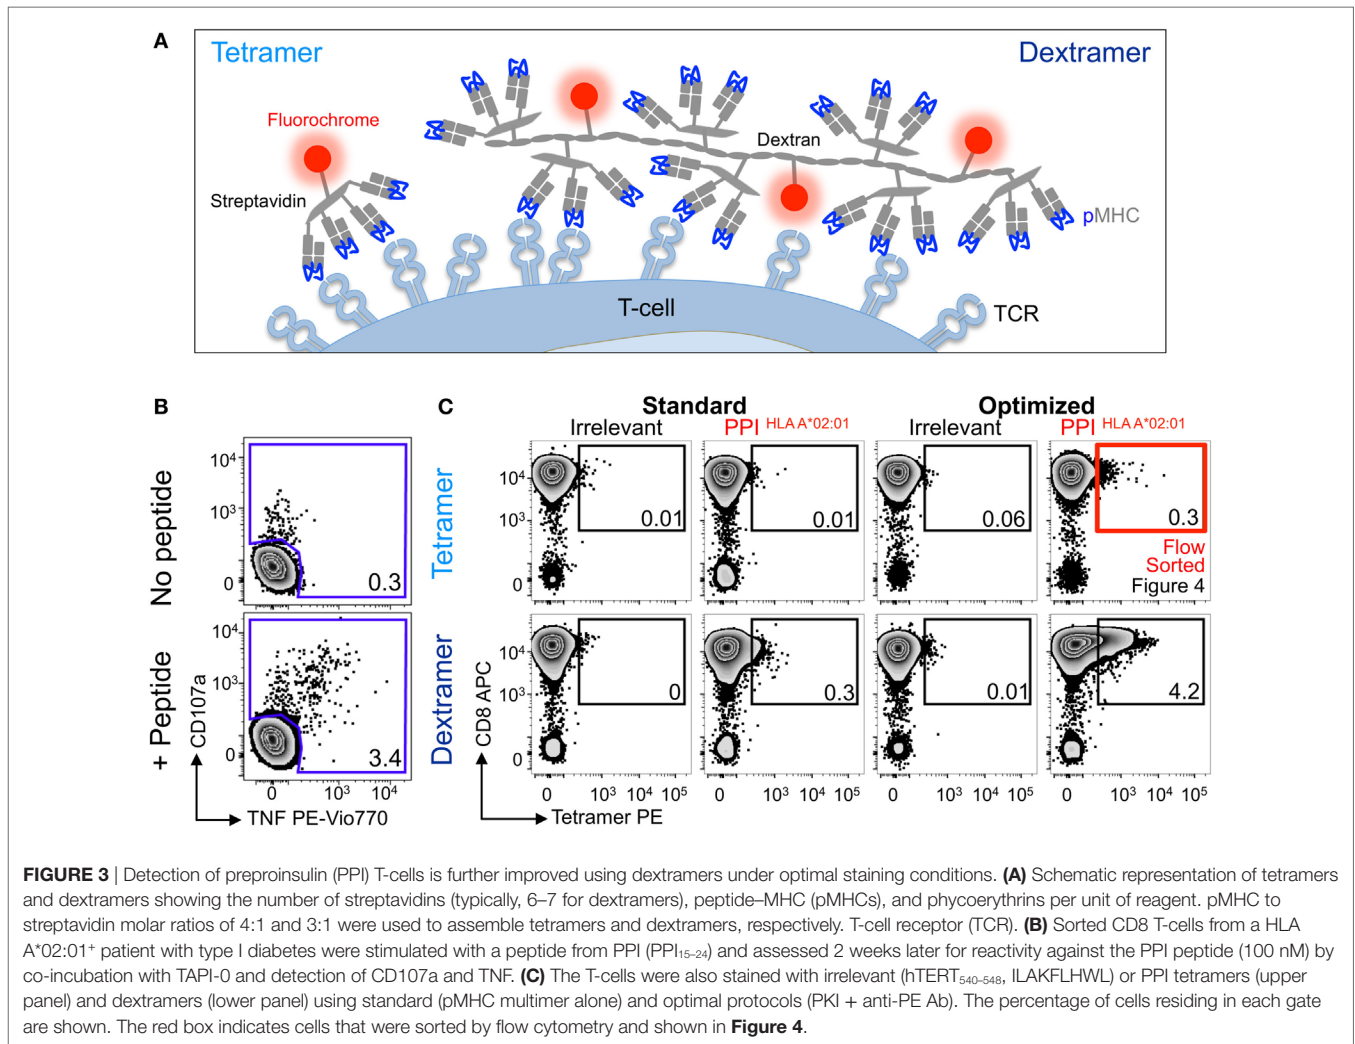 A
Tetramer
Dextramer
Fluorochrome
Streptavidin
Dextran
pMHC
T-cell
TCR
B
No peptide
10⁴
10³
0
0.3
+ Peptide
10⁴
10³
0
3.4
0 10³ 10⁴
CD107a
TNF PE-Vio770
C
Standard Optimized
Irrelevant PPI HLA A*02:01 Irrelevant PPI HLA A*02:01
Tetramer
10⁴
10³
0
0.01 0.01 0.06 0.3
Flow
Sorted
Figure 4
Dextramer
10⁴
10³
0
0 0.3 0.01 4.2
0 10³ 10⁴ 10⁵ 0 10³ 10⁴ 10⁵ 0 10³ 10⁴ 10⁵ 0 10³ 10⁴ 10⁵
CD8 APC
Tetramer PE
FIGURE 3 | Detection of preproinsulin (PPI) T-cells is further improved using dextramers under optimal staining conditions. (A) Schematic representation of tetramers
and dextramers showing the number of streptavidins (typically, 6–7 for dextramers), peptide–MHC (pMHCs), and phycoerythrins per unit of reagent. pMHC to
streptavidin molar ratios of 4:1 and 3:1 were used to assemble tetramers and dextramers, respectively. T-cell receptor (TCR). (B) Sorted CD8 T-cells from a HLA
A*02:01⁺ patient with type I diabetes were stimulated with a peptide from PPI (PPI₁₅₋₂₄) and assessed 2 weeks later for reactivity against the PPI peptide (100 nM) by
co-incubation with TAPI-0 and detection of CD107a and TNF. (C) The T-cells were also stained with irrelevant (hTERT₅₄₀₋₅₄₈, ILAKFLHWL) or PPI tetramers (upper
panel) and dextramers (lower panel) using standard (pMHC multimer alone) and optimal protocols (PKI + anti-PE Ab). The percentage of cells residing in each gate
are shown. The red box indicates cells that were sorted by flow cytometry and shown in Figure 4.